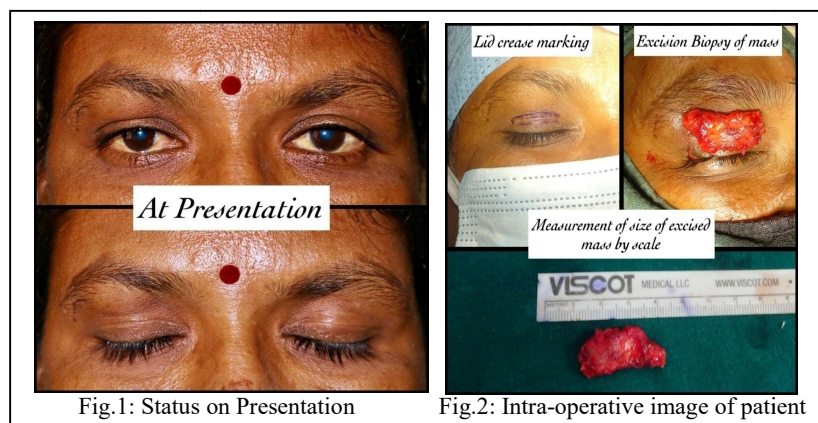 At Presentation
Lid crease marking
Excision Biopsy of mass
Measurement of size of excised
mass by scale
VISCOT MEDICAL LLC WWW.VISCOT.COM
METRIC
Fig.1: Status on Presentation
Fig.2: Intra-operative image of patient